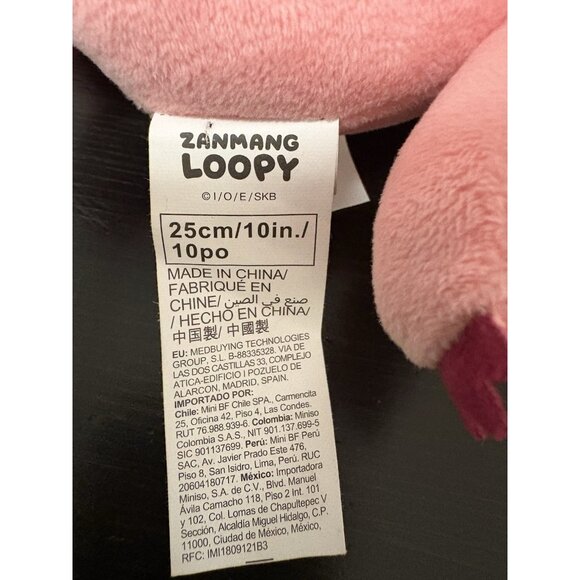 ZANMANG
LOOPY
©I/O/E/SKB
25cm/10in./
10po
MADE IN CHINA/
FABRIQUÉ EN
CHINE/ صنع في الصين/
/ HECHO EN CHINA/
中国製/ 中國製
EU: MEDBUYING TECHNOLOGIES
GROUP, S.L. B-88335328. VIA DE
LAS DOS CASTILLAS 33, COMPLEJO
ATICA-EDIFICIO I POZUELO DE
ALARCON, MADRID, SPAIN.
IMPORTADO POR:
Chile: Mini BF Chile SPA., Carmencita
25, Oficina 42, Piso 4, Las Condes.
RUT 76.988.939-6. Colombia: Miniso
Colombia S.A.S., NIT 901.137.699-5
SIC 901137699. Perú: Mini BF Perú
SAC, Av. Javier Prado Este 476,
Piso 8, San Isidro, Lima, Perú. RUC
20604180717. México: Importadora
Miniso, S.A. de C.V., Blvd. Manuel
Ávila Camacho 118, Piso 2 int. 101
y 102, Col. Lomas de Chapultepec V
Sección, Alcaldía Miguel Hidalgo, C.P.
11000, Ciudad de México, México.
RFC: IMI1809121B3